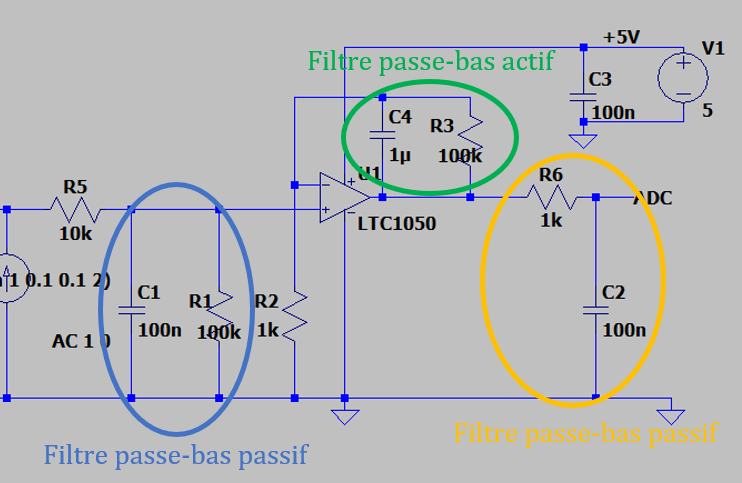 +5V
V1
Filtre passe-bas actif
C3
100n
5
C4
R3
1µ
100k
U1
R6
ADC
1k
LTC1050
R5
10k
1 0.1 0.1 2)
C1
R1
R2
C2
100n
100k
1k
100n
AC 1 0
Filtre passe-bas passif
Filtre passe-bas passif